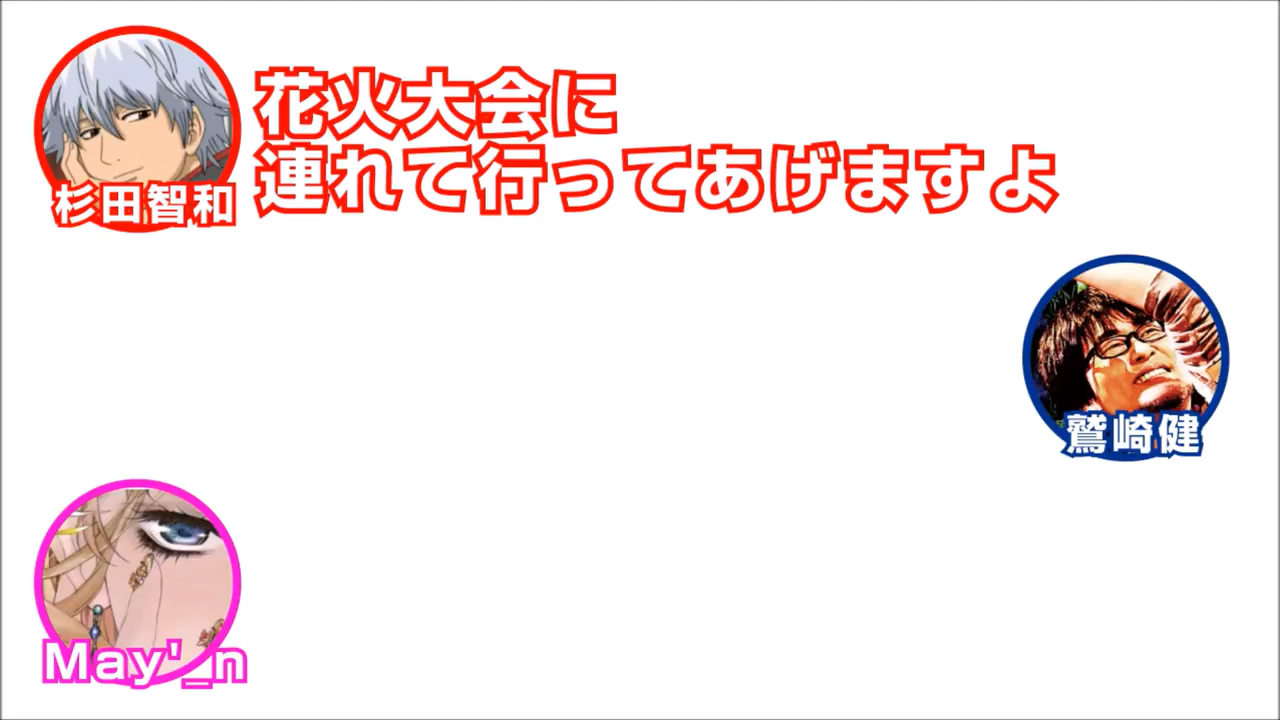 花火大会に
連れて行ってあげますよ
杉田智和
鷲崎健
May'_n